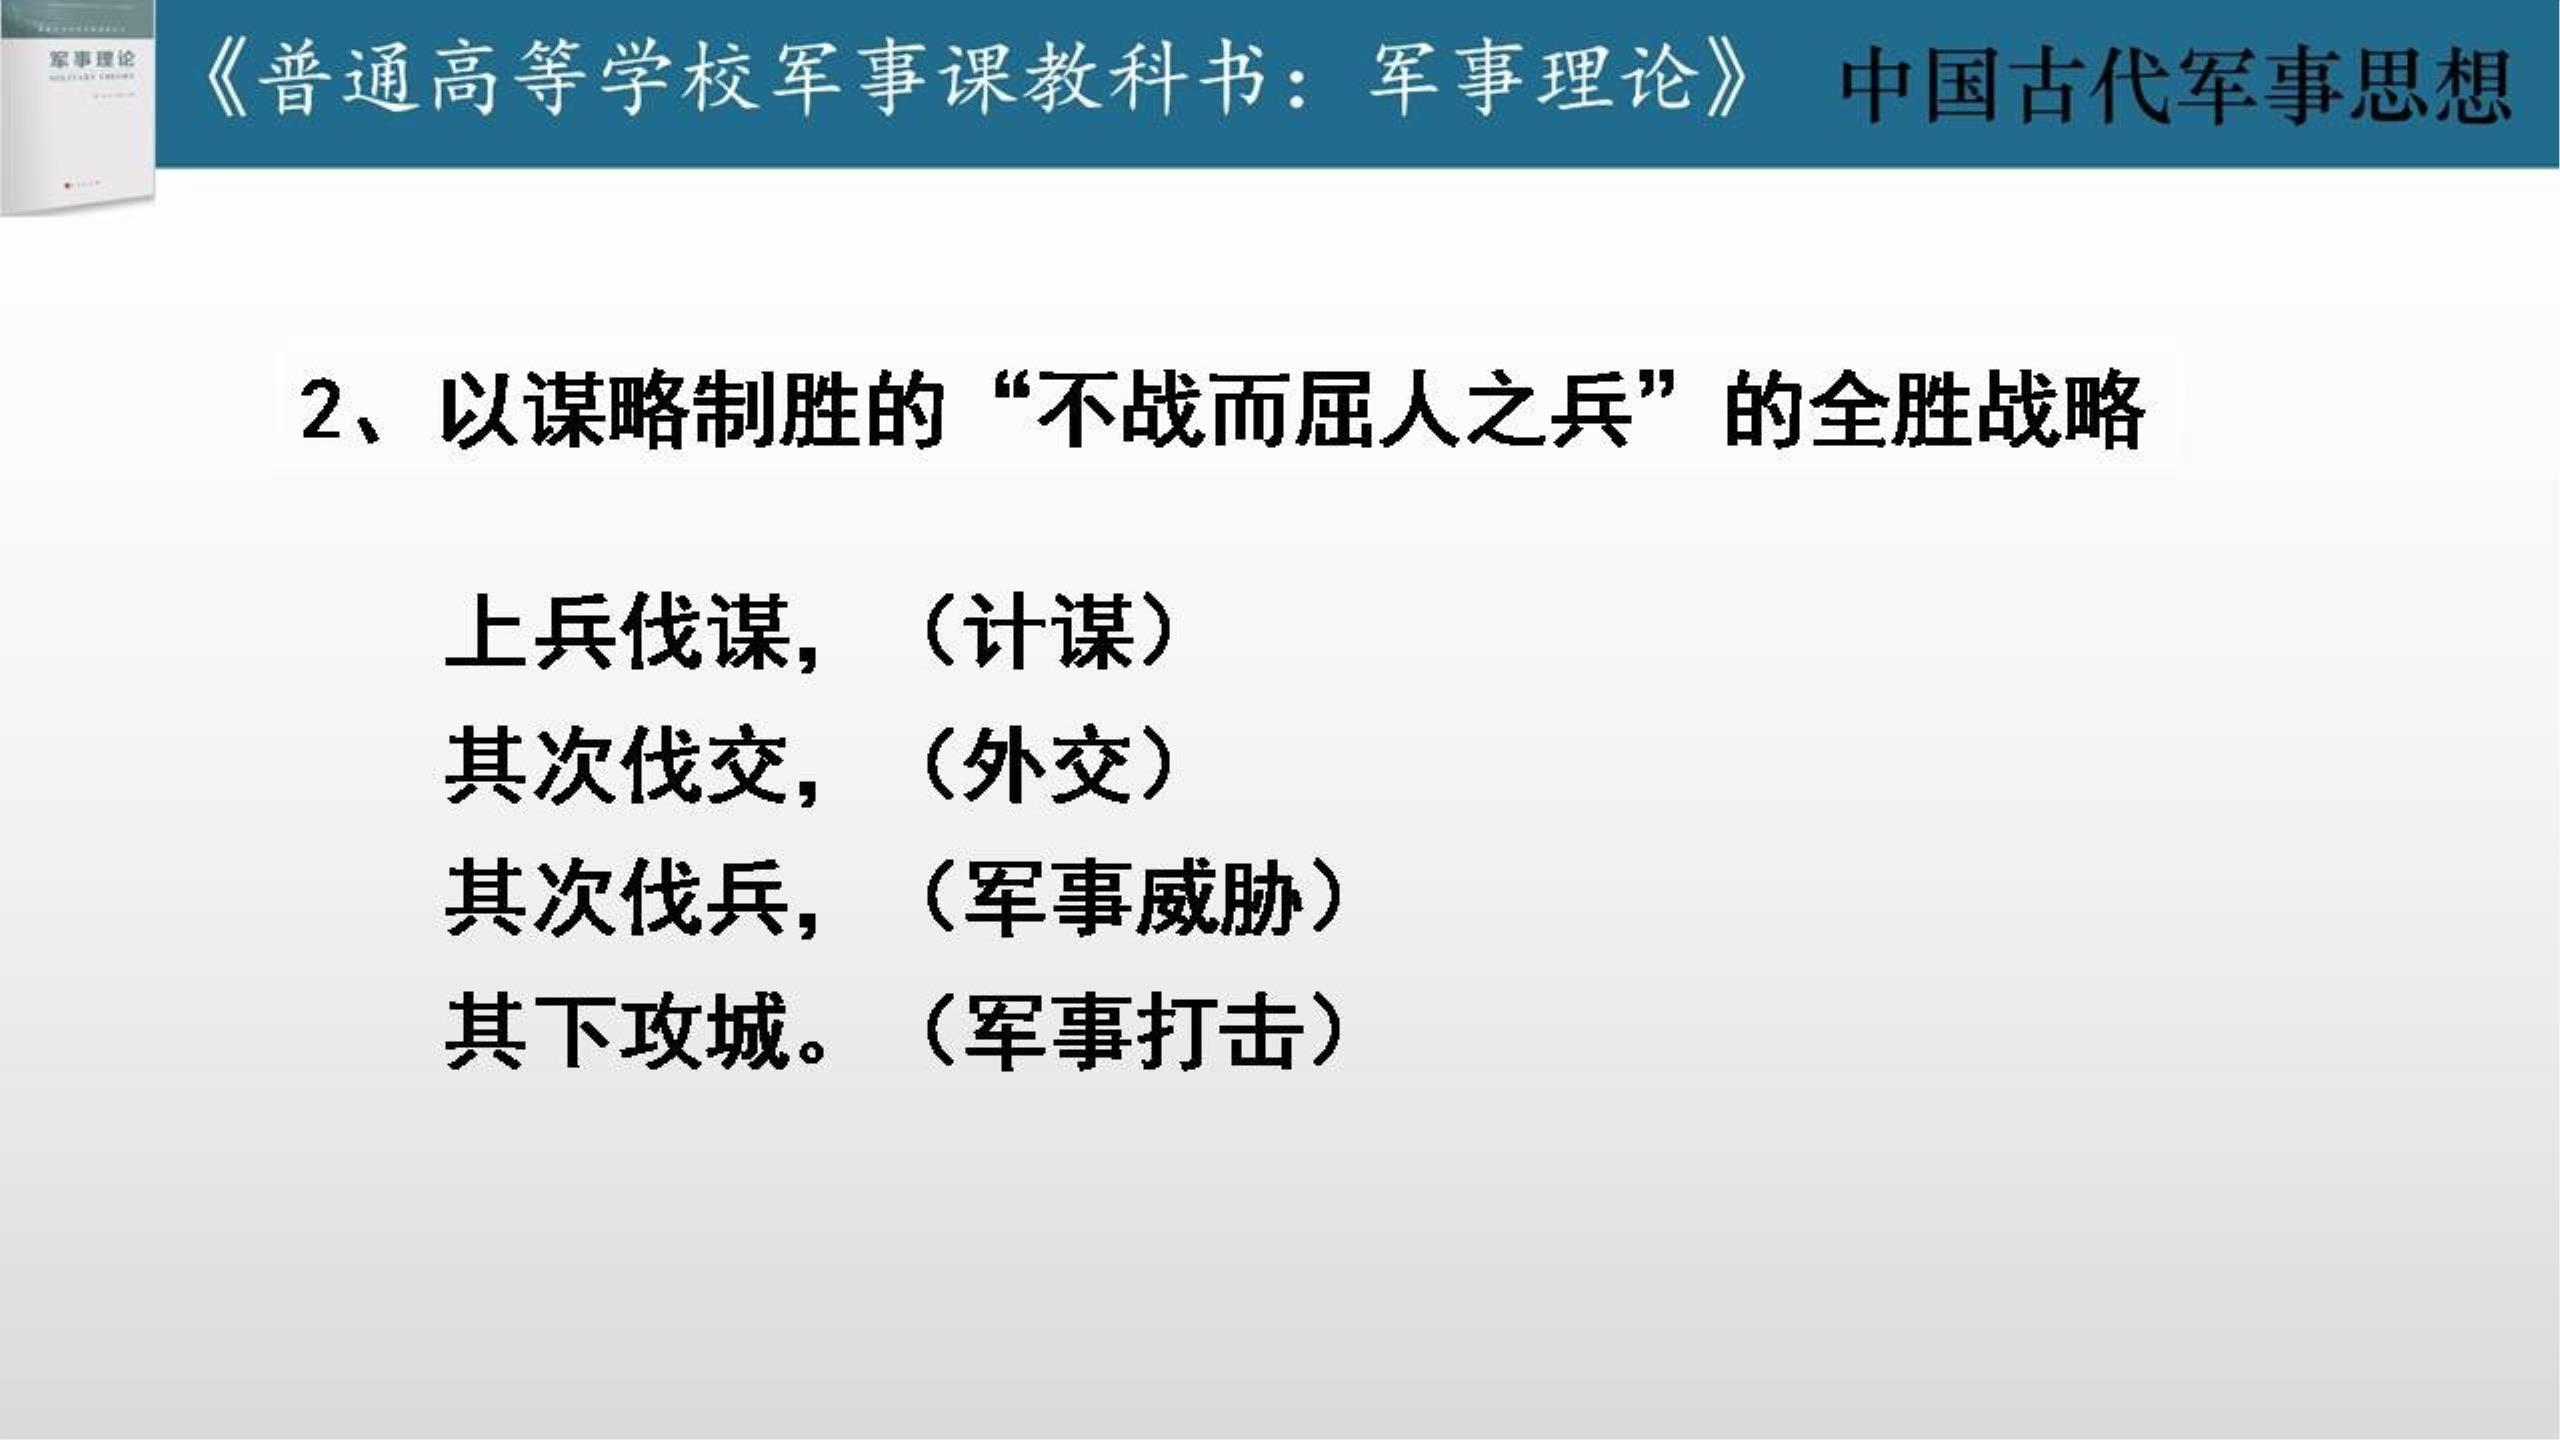 军事理论
MILITARY THEORY
《普通高等学校军事课教科书：军事理论》 中国古代军事思想
2、以谋略制胜的“不战而屈人之兵”的全胜战略
上兵伐谋，（计谋）
其次伐交，（外交）
其次伐兵，（军事威胁）
其下攻城。（军事打击）